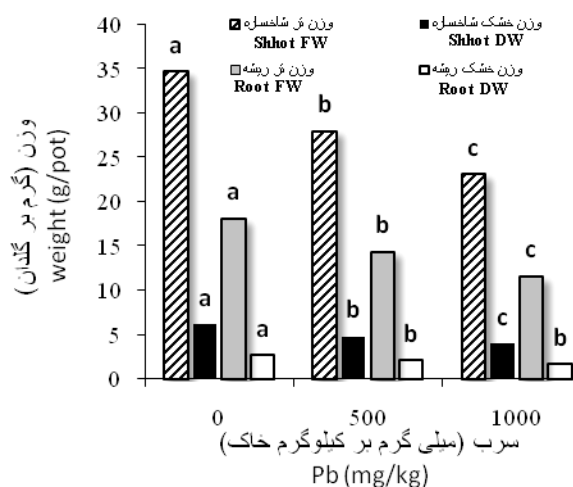 وزن تر شاخساره
Shhot FW
وزن خشک شاخساره
Shhot DW
وزن تر ریشه
Root FW
وزن خشک ریشه
Root DW
وزن (گرم بر گلدان)
weight (g/pot)
40
35
30
25
20
15
10
5
0
a
a
a
a
b
b
b
b
c
c
c
b
0 500 1000
سرب (میلی گرم بر کیلوگرم خاک)
Pb (mg/kg)